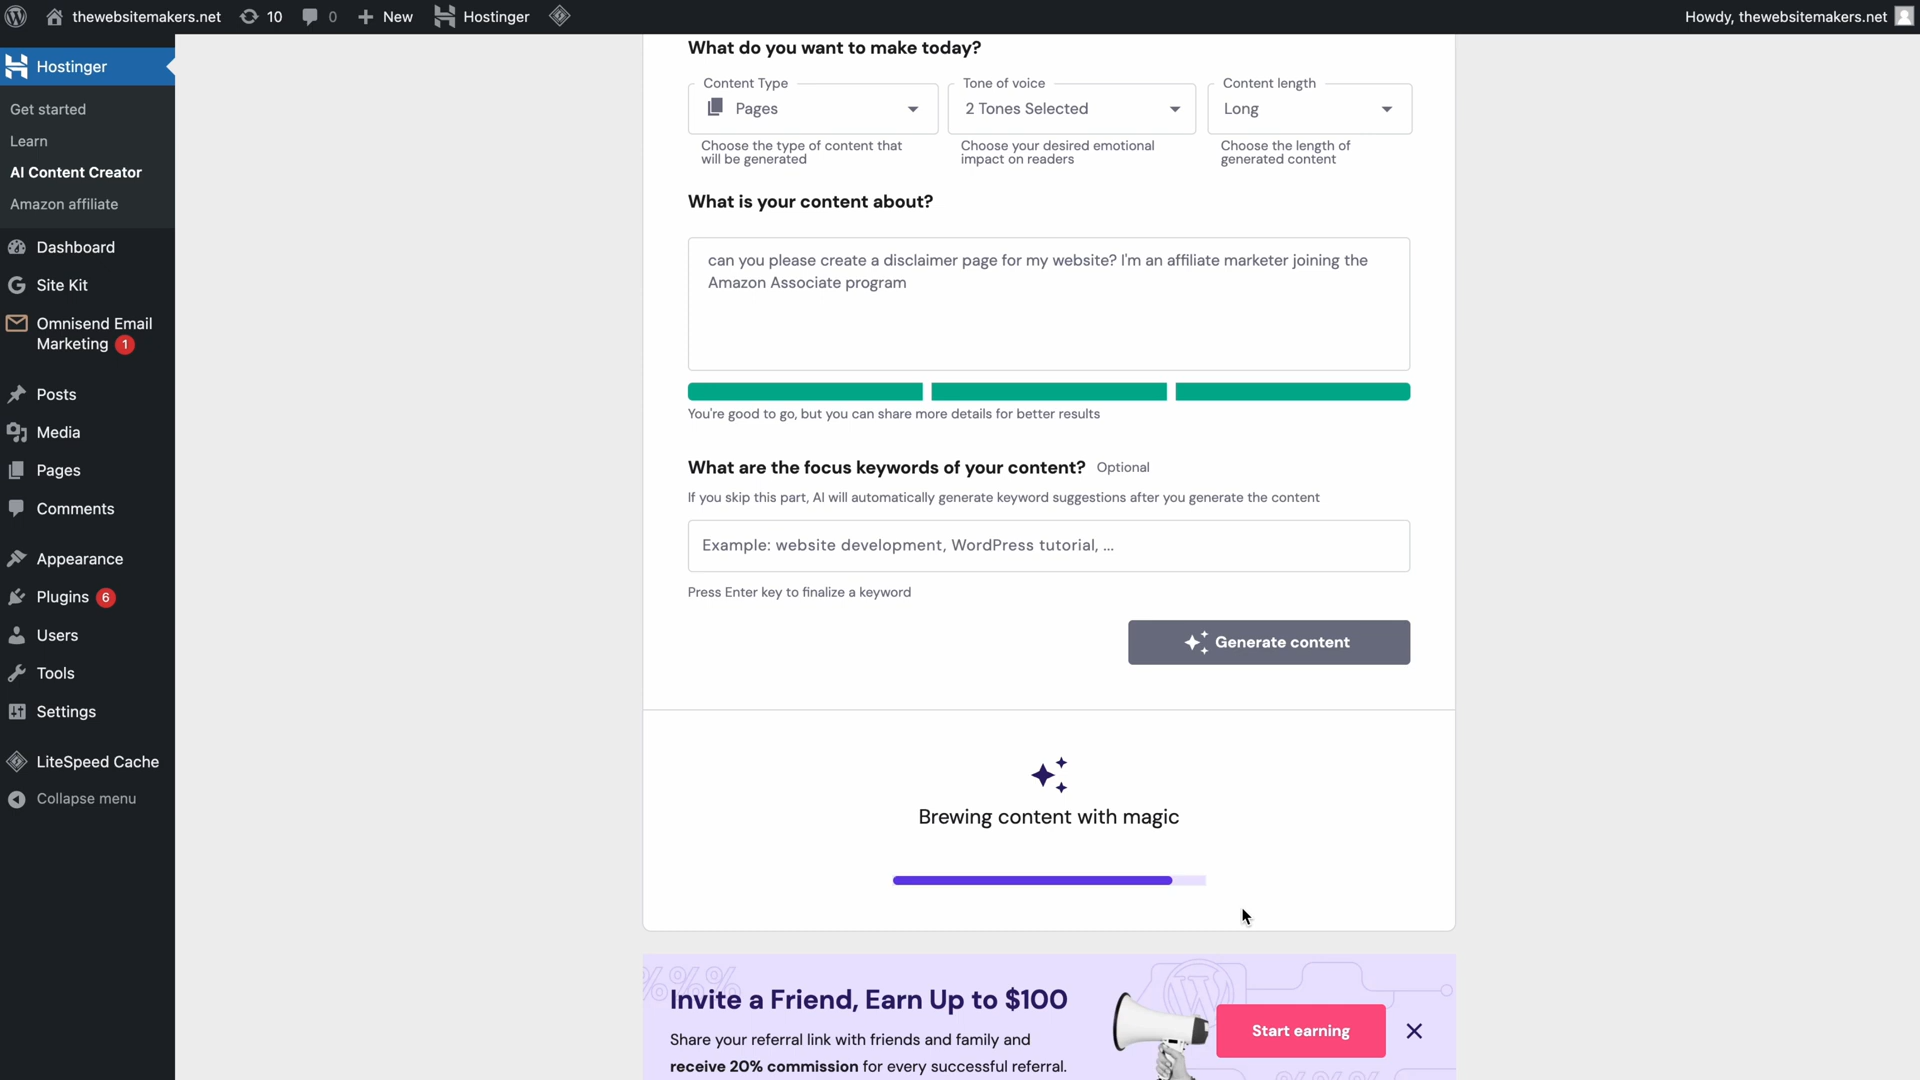 thewebsitemakers.net
10
0
New
Hostinger
Howdy, thewebsitemakers.net
Hostinger
Get started
Learn
AI Content Creator
Amazon affiliate
Dashboard
Site Kit
Omnisend Email
Marketing 1
Posts
Media
Pages
Comments
Appearance
Plugins 6
Users
Tools
Settings
LiteSpeed Cache
Collapse menu
What do you want to make today?
Content Type
Pages
Choose the type of content that
will be generated
Tone of voice
2 Tones Selected
Choose your desired emotional
impact on readers
Content length
Long
Choose the length of
generated content
What is your content about?
can you please create a disclaimer page for my website? I'm an affiliate marketer joining the
Amazon Associate program
You're good to go, but you can share more details for better results
What are the focus keywords of your content? Optional
If you skip this part, AI will automatically generate keyword suggestions after you generate the content
Example: website development, WordPress tutorial, ...
Press Enter key to finalize a keyword
Generate content
Brewing content with magic
%%%
Invite a Friend, Earn Up to $100
Share your referral link with friends and family and
receive 20% commission for every successful referral.
Start earning
%%%